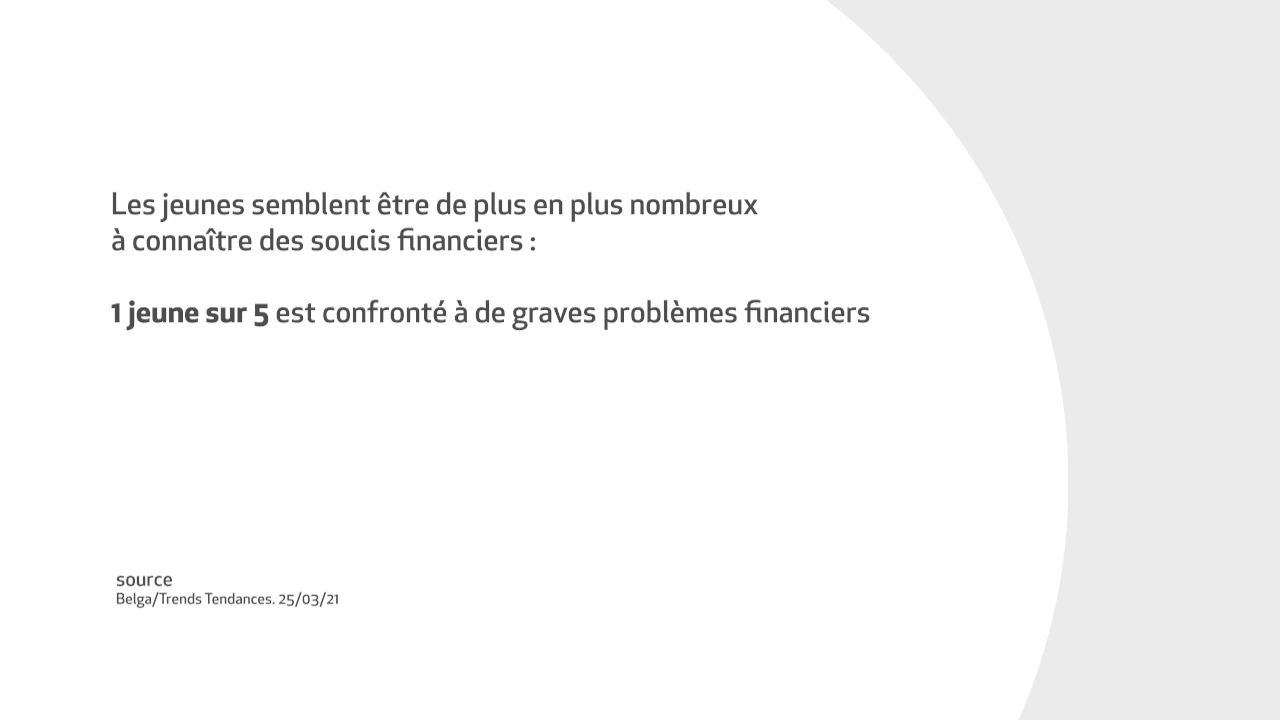 Les jeunes semblent être de plus en plus nombreux
à connaître des soucis financiers :
1 jeune sur 5 est confronté à de graves problèmes financiers
source
Belga/Trends Tendances. 25/03/21